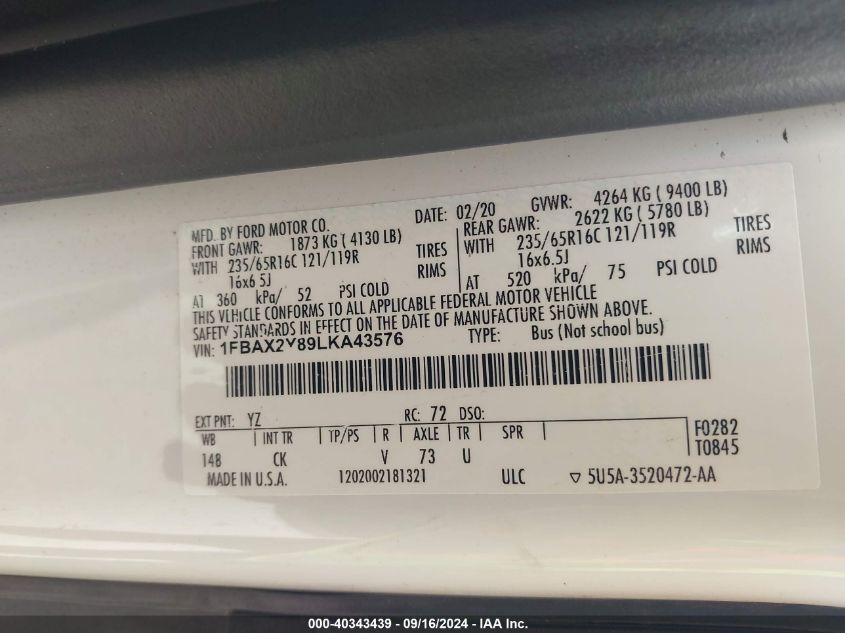 MFD. BY FORD MOTOR CO. DATE: 02/20 GVWR: 4264 KG ( 9400 LB)
FRONT GAWR: 1873 KG ( 4130 LB) REAR GAWR: 2622 KG ( 5780 LB)
WITH 235/65R16C 121/119R TIRES WITH 235/65R16C 121/119R TIRES
16x6.5J RIMS 16x6.5J RIMS
AT 360 kPa/ 52 PSI COLD AT 520 kPa/ 75 PSI COLD
THIS VEHICLE CONFORMS TO ALL APPLICABLE FEDERAL MOTOR VEHICLE
SAFETY STANDARDS IN EFFECT ON THE DATE OF MANUFACTURE SHOWN ABOVE.
VIN: 1FBAX2Y89LKA43576 TYPE: Bus (Not school bus)
EXT PNT: YZ RC: 72 DSO:
WB INT TR TP/PS R AXLE TR SPR F0282
148 CK V 73 U T0845
MADE IN U.S.A. 1202002181321 ULC ▽ 5U5A-3520472-AA
000-40343439 - 09/16/2024 - IAA Inc.